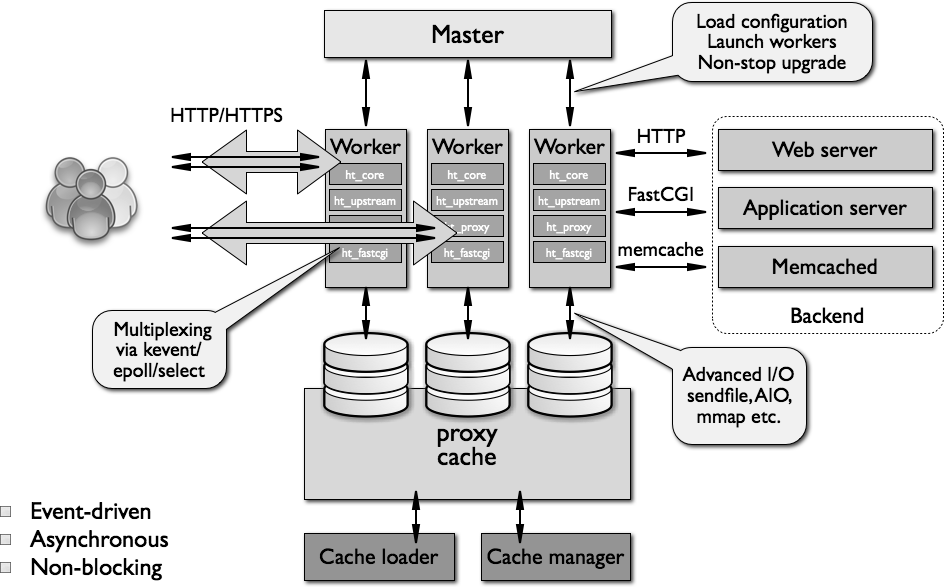 Master
Load configuration
Launch workers
Non-stop upgrade
HTTP/HTTPS
Worker
ht_core
ht_upstream
ht_fastcgi
Worker
ht_core
ht_upstream
ht_proxy
ht_fastcgi
Worker
ht_core
ht_upstream
ht_proxy
ht_fastcgi
HTTP
FastCGI
memcache
Web server
Application server
Memcached
Backend
Multiplexing
via kevent/
epoll/select
Advanced I/O
sendfile, AIO,
mmap etc.
proxy
cache
Cache loader
Cache manager
Event-driven
Asynchronous
Non-blocking